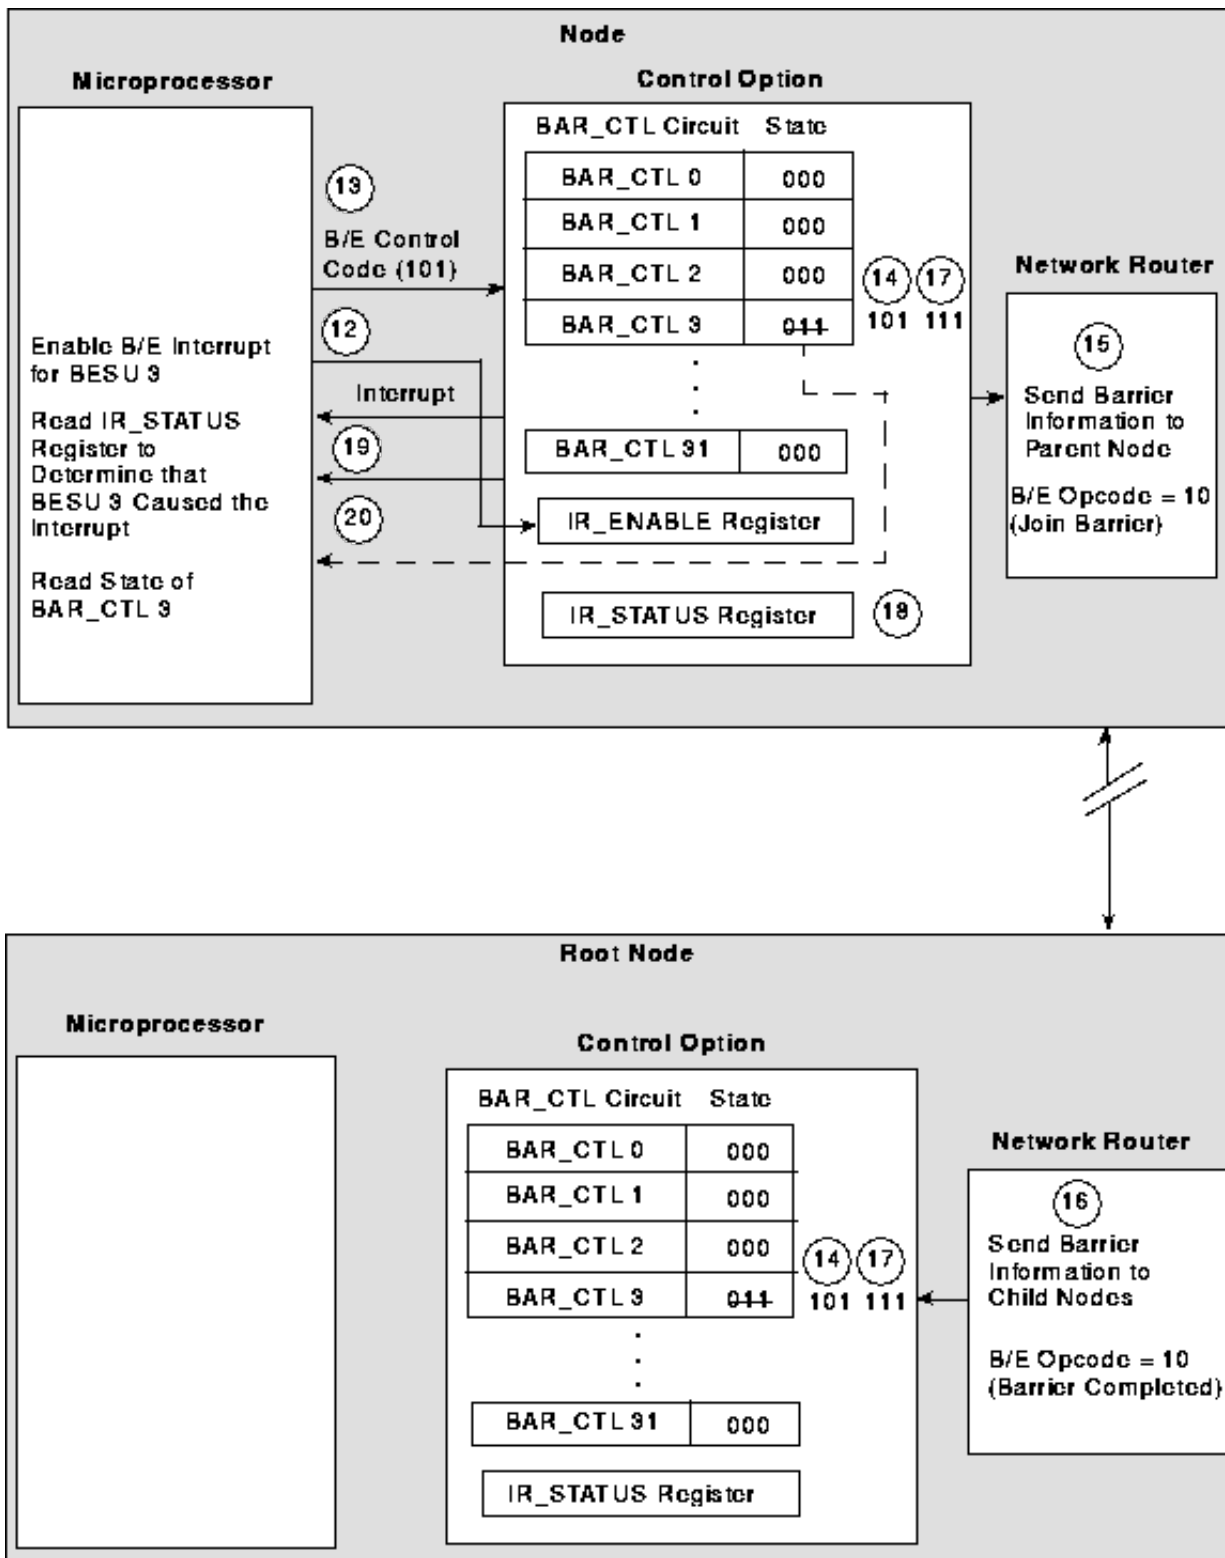 Node
Microprocessor
Control Option
BAR_CTL Circuit State
BAR_CTL 0 000
BAR_CTL 1 000
BAR_CTL 2 000
BAR_CTL 3 011
14 17
101 111
BAR_CTL 31 000
IR_ENABLE Register
IR_STATUS Register
18
13
B/E Control
Code (101)
12
Interrupt
19
20
Enable B/E Interrupt
for BESU 3
Read IR_STATUS
Register to
Determine that
BESU 3 Caused the
Interrupt
Read State of
BAR_CTL 3
Network Router
15
Send Barrier
Information to
Parent Node
B/E Opcode = 10
(Join Barrier)
Root Node
Microprocessor
Control Option
BAR_CTL Circuit State
BAR_CTL 0 000
BAR_CTL 1 000
BAR_CTL 2 000
BAR_CTL 3 011
14 17
101 111
BAR_CTL 31 000
IR_STATUS Register
Network Router
16
Send Barrier
Information to
Child Nodes
B/E Opcode = 10
(Barrier Completed)